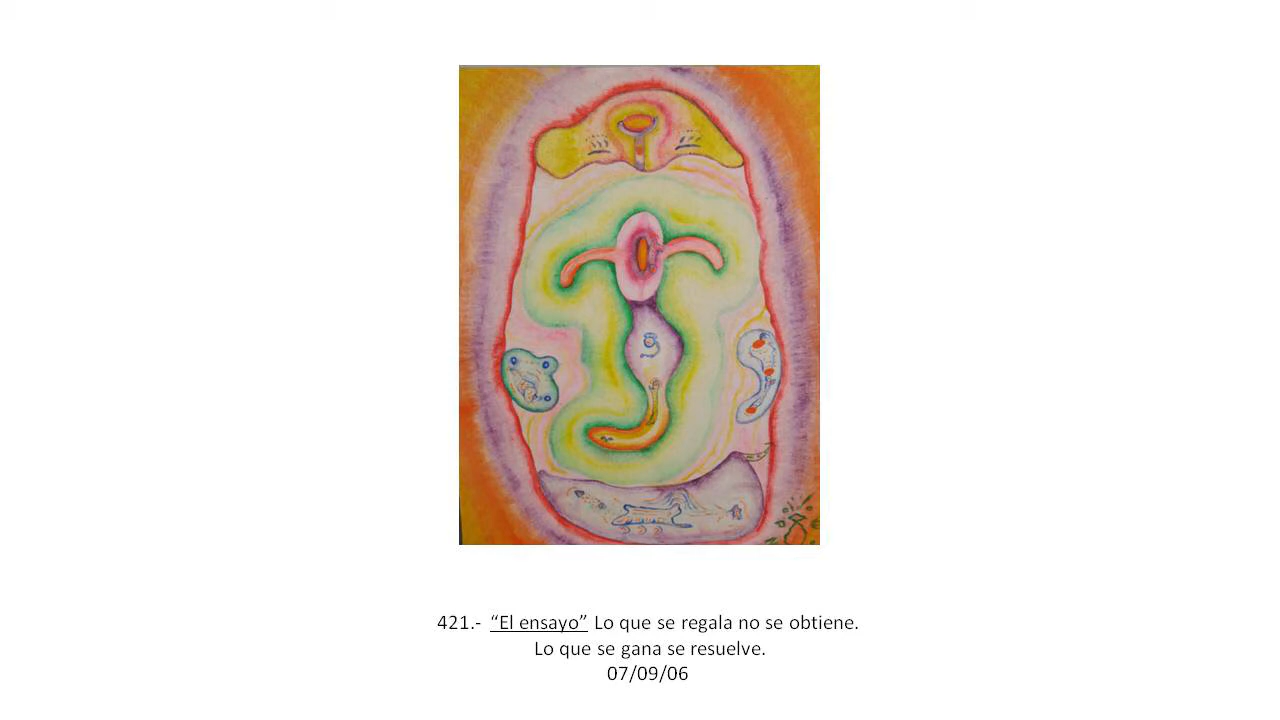 421.- “El ensayo” Lo que se regala no se obtiene.
Lo que se gana se resuelve.
07/09/06